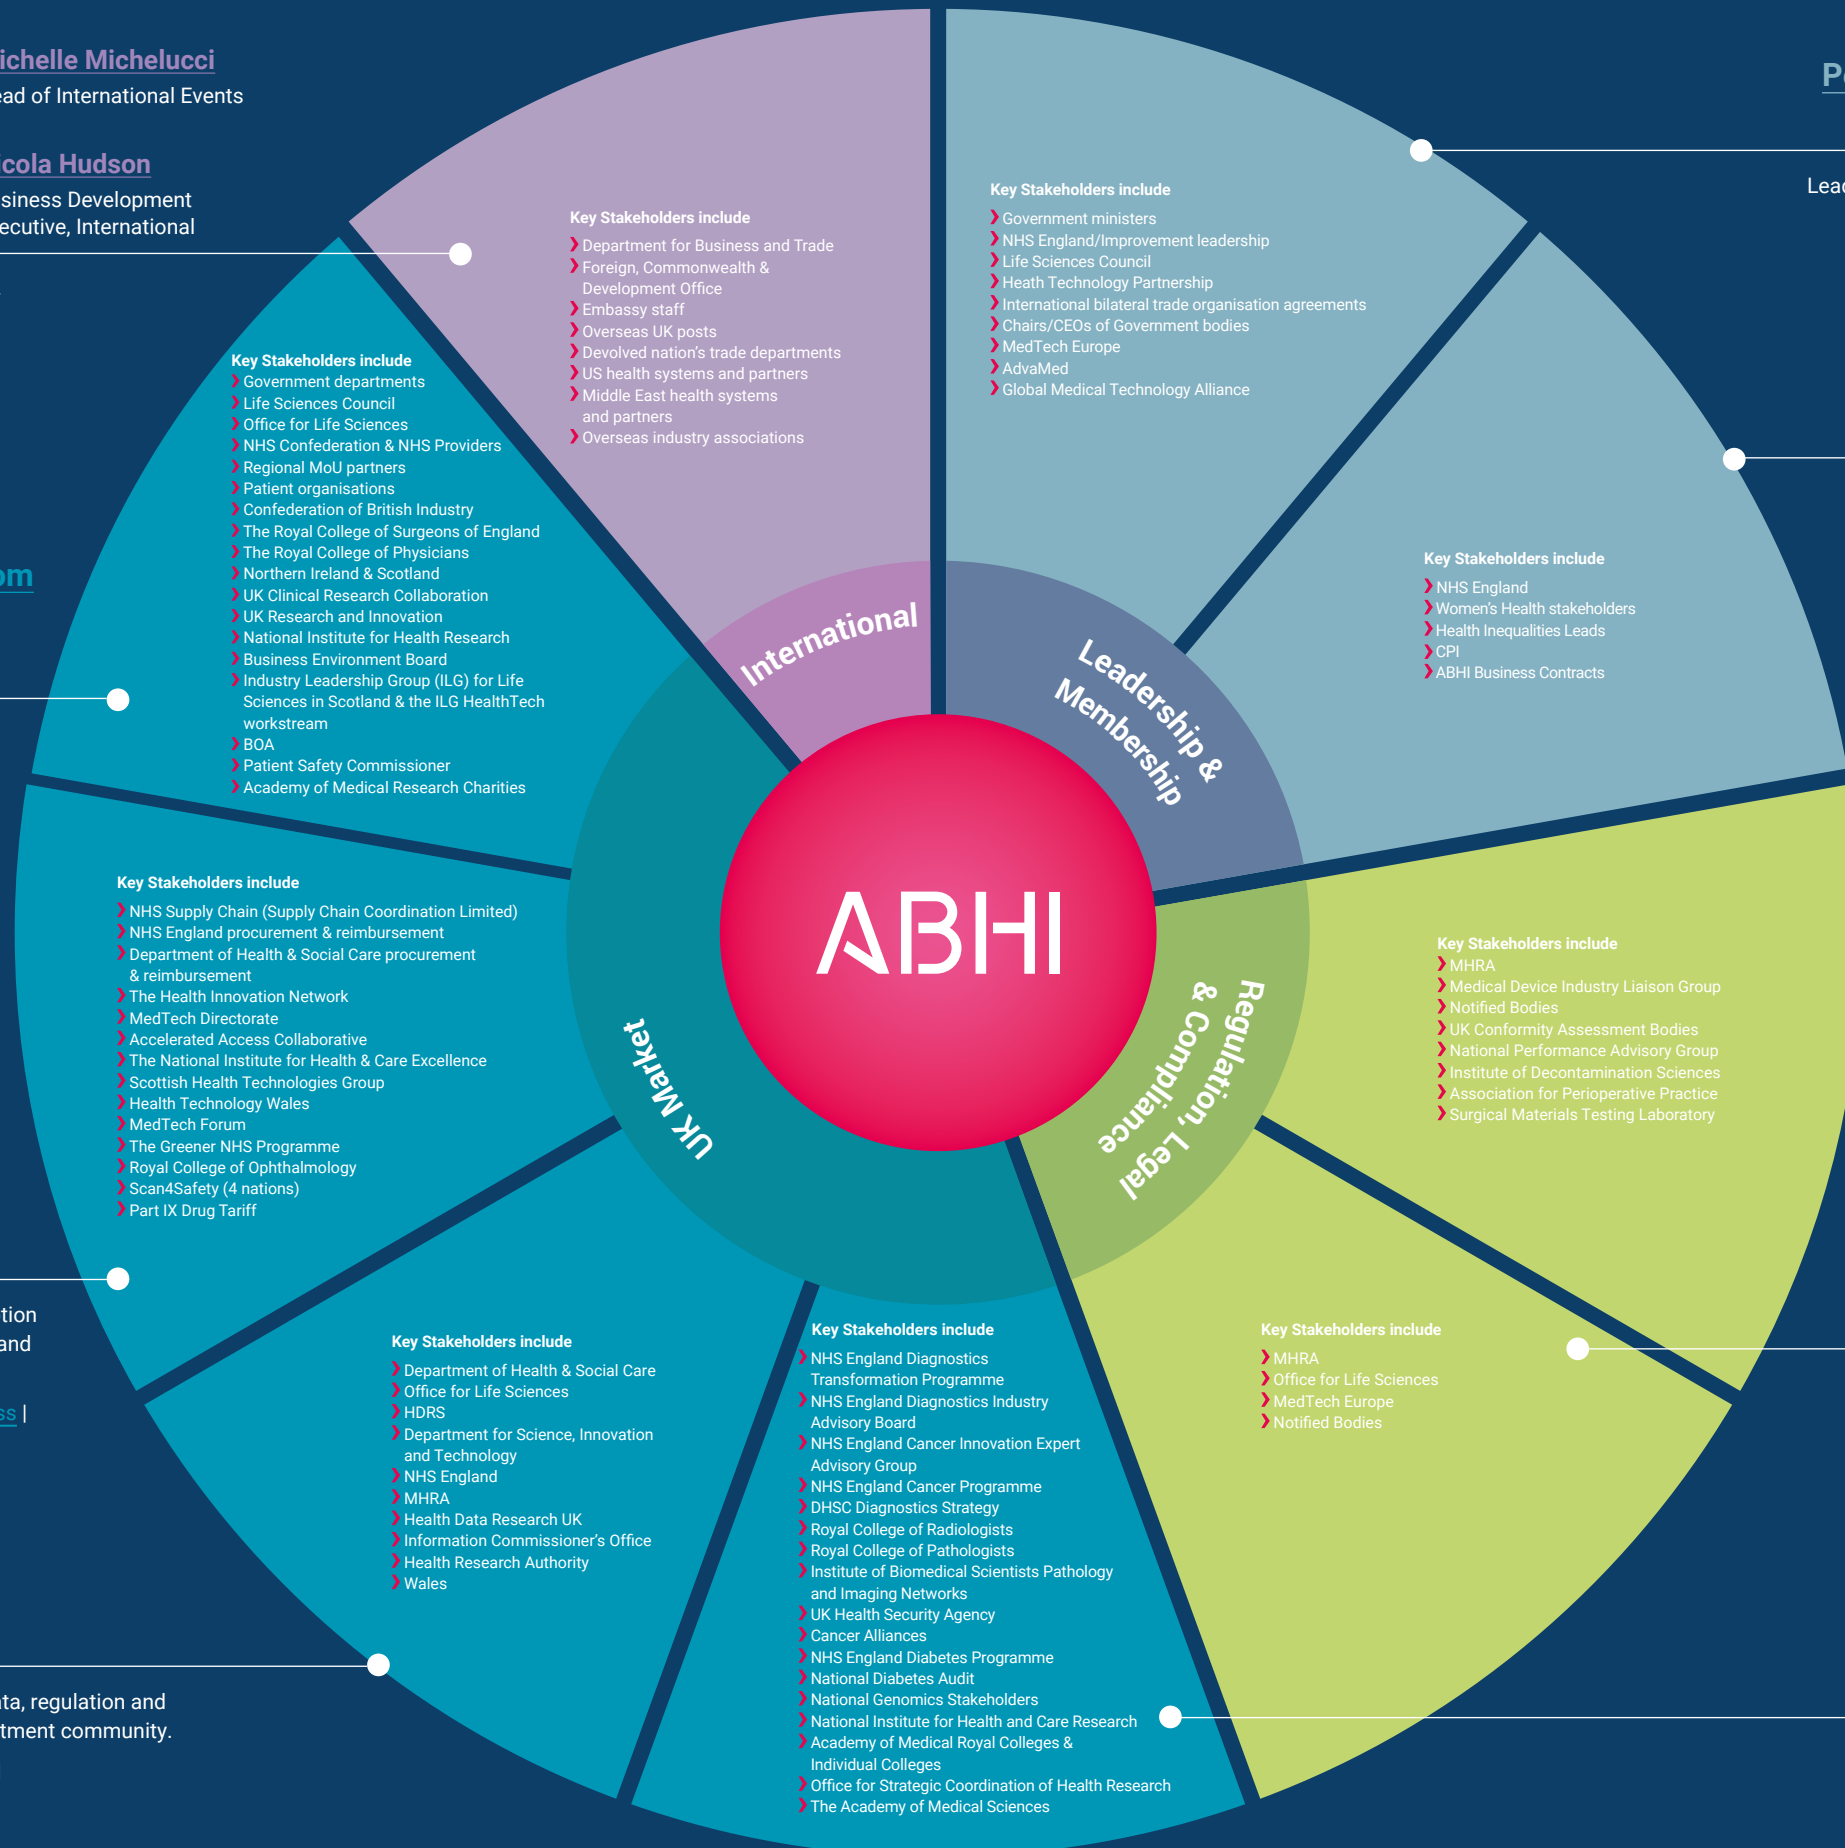 Michelucci
of International Events
Hudson
Development
International
Key Stakeholders include
Department for Business and Trade
Foreign, Commonwealth &
Development Office
Embassy staff
Overseas UK posts
Devolved nation's trade departments
US health systems and partners
Middle East health systems
and partners
Overseas industry associations
Key Stakeholders include
Government ministers
NHS England/Improvement leadership
Life Sciences Council
Heath Technology Partnership
International bilateral trade organisation agreements
Chairs/CEOs of Government bodies
MedTech Europe
AdvaMed
Global Medical Technology Alliance
Key Stakeholders include
NHS England
Women's Health stakeholders
Health Inequalities Leads
CPI
ABHI Business Contracts
Key Stakeholders include
MHRA
Medical Device Industry Liaison Group
Notified Bodies
UK Conformity Assessment Bodies
National Performance Advisory Group
Institute of Decontamination Sciences
Association for Perioperative Practice
Surgical Materials Testing Laboratory
Key Stakeholders include
MHRA
Office for Life Sciences
MedTech Europe
Notified Bodies
Key Stakeholders include
NHS England Diagnostics
Transformation Programme
NHS England Diagnostics Industry
Advisory Board
NHS England Cancer Innovation Expert
Advisory Group
NHS England Cancer Programme
DHSC Diagnostics Strategy
Royal College of Radiologists
Royal College of Pathologists
Institute of Biomedical Scientists Pathology
and Imaging Networks
UK Health Security Agency
Cancer Alliances
NHS England Diabetes Programme
National Diabetes Audit
National Genomics Stakeholders
National Institute for Health and Care Research
Academy of Medical Royal Colleges &
Individual Colleges
Office for Strategic Coordination of Health Research
The Academy of Medical Sciences
Key Stakeholders include
Department of Health & Social Care
Office for Life Sciences
HDRS
Department for Science, Innovation
and Technology
NHS England
MHRA
Health Data Research UK
Information Commissioner's Office
Health Research Authority
Wales
Key Stakeholders include
NHS Supply Chain (Supply Chain Coordination Limited)
NHS England procurement & reimbursement
Department of Health & Social Care procurement
& reimbursement
The Health Innovation Network
MedTech Directorate
Accelerated Access Collaborative
The National Institute for Health & Care Excellence
Scottish Health Technologies Group
Health Technology Wales
MedTech Forum
The Greener NHS Programme
Royal College of Ophthalmology
Scan4Safety (4 nations)
Part IX Drug Tariff
Key Stakeholders include
Government departments
Life Sciences Council
Office for Life Sciences
NHS Confederation & NHS Providers
Regional MoU partners
Patient organisations
Confederation of British Industry
The Royal College of Surgeons of England
The Royal College of Physicians
Northern Ireland & Scotland
UK Clinical Research Collaboration
UK Research and Innovation
National Institute for Health Research
Business Environment Board
Industry Leadership Group (ILG) for Life
Sciences in Scotland & the ILG HealthTech
workstream
BOA
Patient Safety Commissioner
Academy of Medical Research Charities
International
Leadership &
Membership
Regulation, Legal
& Compliance
UK Market
ABHI
and
|
regulation and
community.